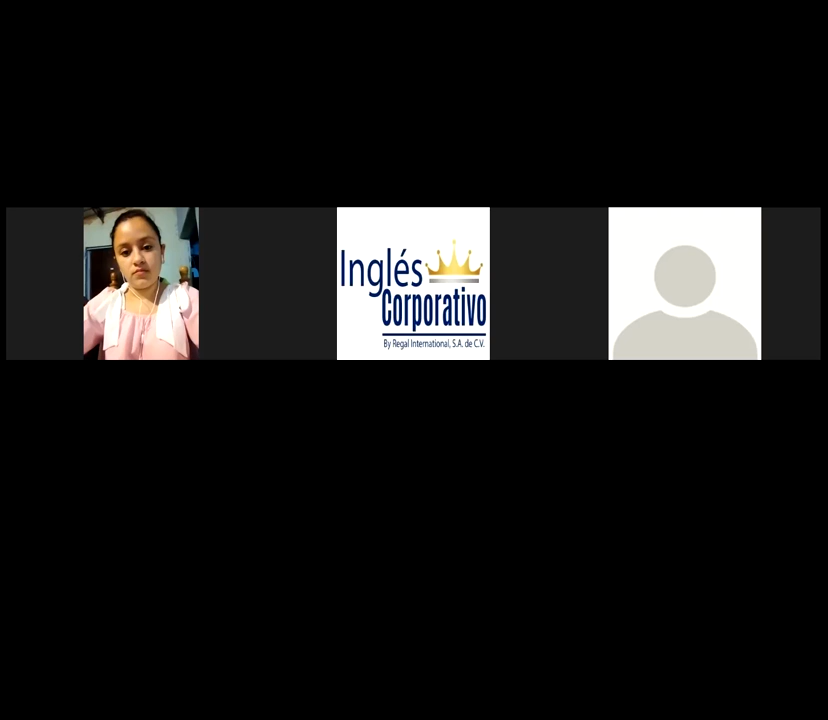 Inglés
Corporativo
By Regal International, S.A. de C.V.